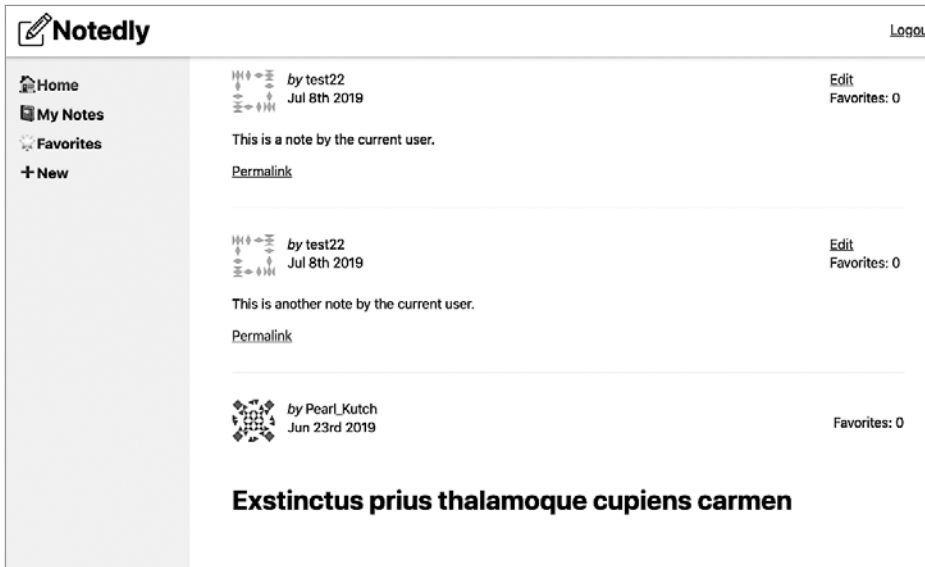 Notedly
Logou
Home
My Notes
Favorites
New
by test22
Jul 8th 2019
Edit
Favorites: 0
This is a note by the current user.
Permalink
by test22
Jul 8th 2019
Edit
Favorites: 0
This is another note by the current user.
Permalink
by Pearl_Kutch
Jun 23rd 2019
Favorites: 0
Exstinctus prius thalamoque cupiens carmen